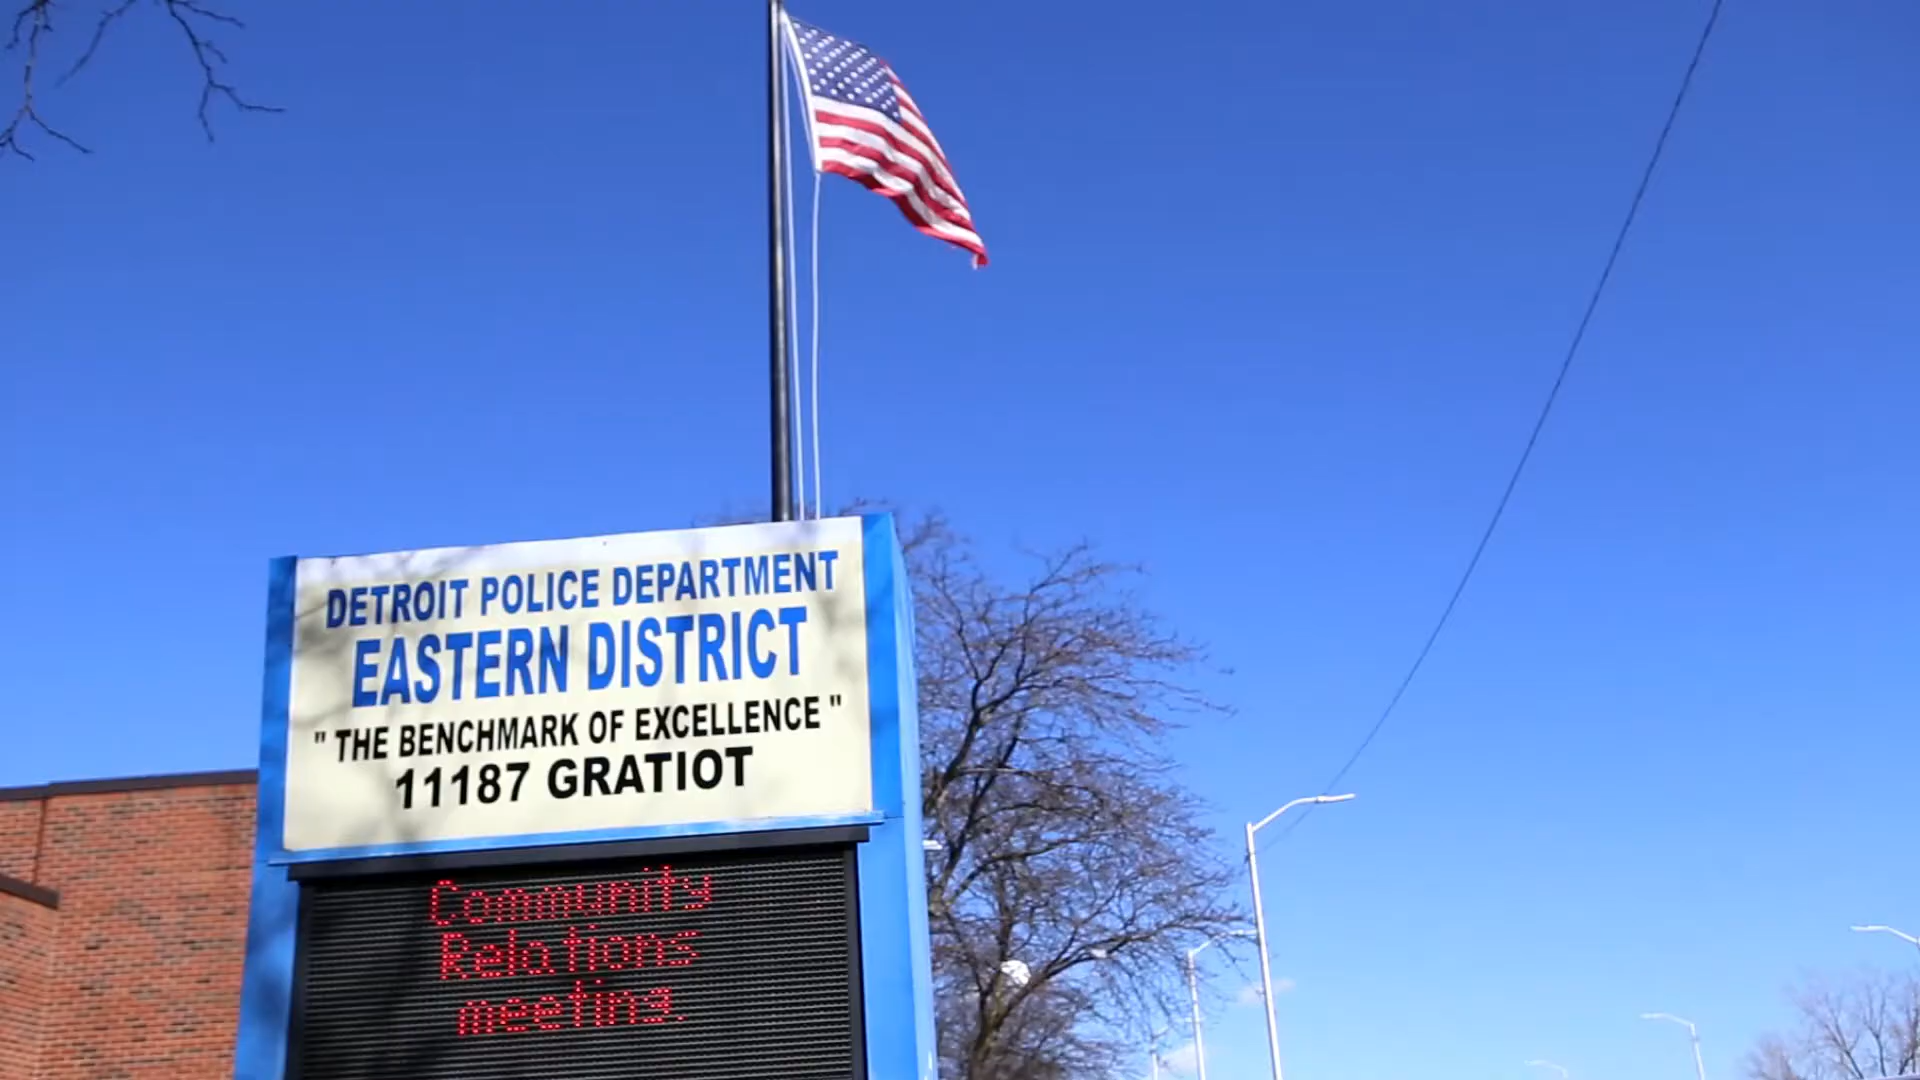 DETROIT POLICE DEPARTMENT
EASTERN DISTRICT
" THE BENCHMARK OF EXCELLENCE "
11187 GRATIOT
Community
Relations
meeting.